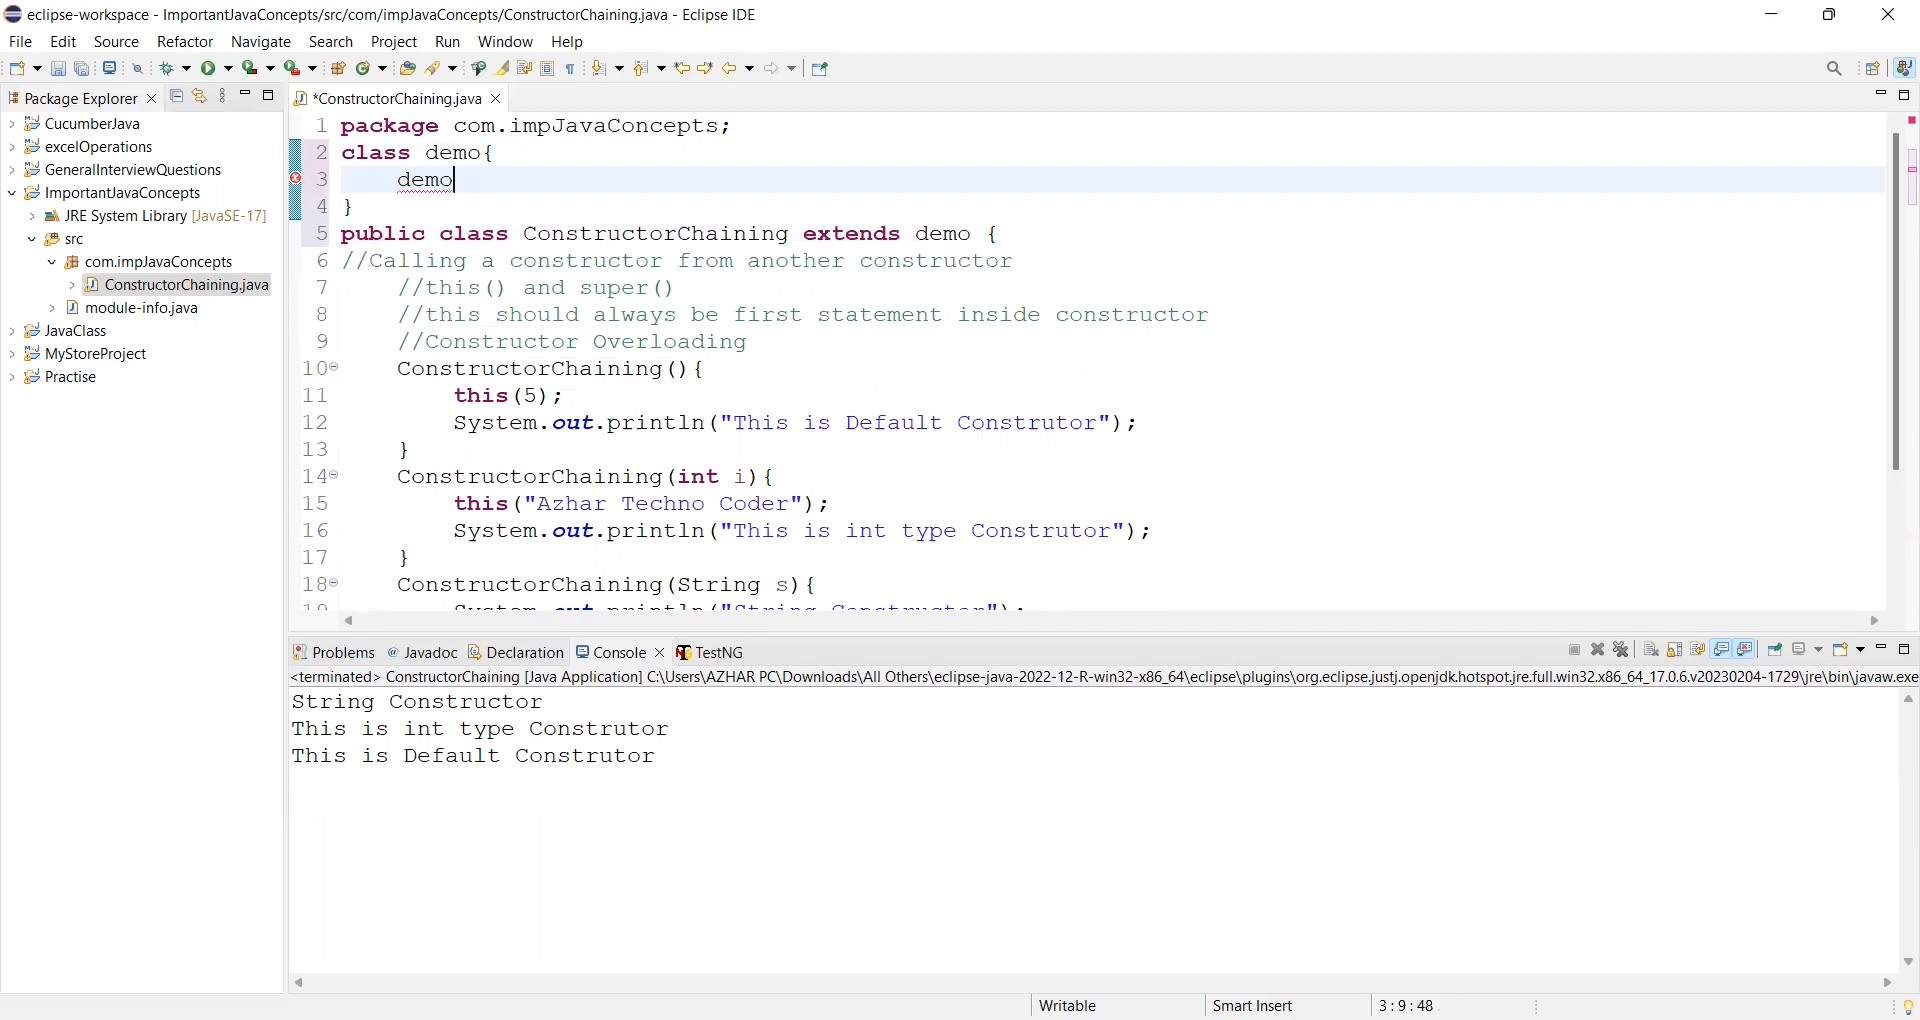 eclipse-workspace - ImportantJavaConcepts/src/com/impJavaConcepts/ConstructorChaining.java - Eclipse IDE
File Edit Source Refactor Navigate Search Project Run Window Help
Package Explorer
CucumberJava
excelOperations
GeneralInterviewQuestions
ImportantJavaConcepts
JRE System Library [JavaSE-17]
src
com.impJavaConcepts
ConstructorChaining.java
module-info.java
JavaClass
MyStoreProject
Practise
*ConstructorChaining.java
1 package com.impJavaConcepts;
2 class demo{
3 demo
4 }
5 public class ConstructorChaining extends demo {
6 //Calling a constructor from another constructor
7 //this() and super()
8 //this should always be first statement inside constructor
9 //Constructor Overloading
10 ConstructorChaining(){
11 this(5);
12 System.out.println("This is Default Construtor");
13 }
14 ConstructorChaining(int i){
15 this("Azhar Techno Coder");
16 System.out.println("This is int type Construtor");
17 }
18 ConstructorChaining(String s){
19 System.out.println("String Constructor");
Problems @ Javadoc Declaration Console TestNG
<terminated> ConstructorChaining [Java Application] C:\Users\AZHAR PC\Downloads\All Others\eclipse-java-2022-12-R-win32-x86_64\eclipse\plugins\org.eclipse.justj.openjdk.hotspot.jre.full.win32.x86_64_17.0.6.v20230204-1729\jre\bin\javaw.exe
String Constructor
This is int type Construtor
This is Default Construtor
Writable Smart Insert 3 : 9 : 48